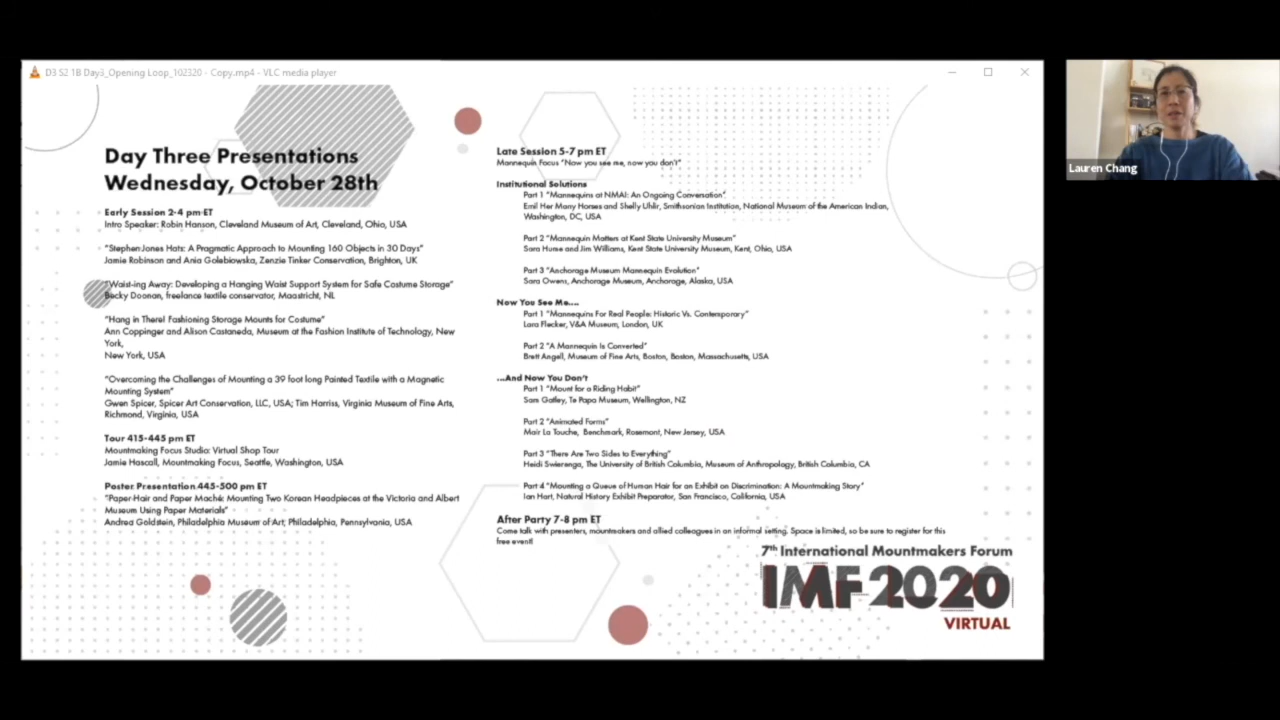 D3 S2 1B Day3_Opening Loop_102320 - Copy.mp4 - VLC media player
Day Three Presentations
Wednesday, October 28th
Early Session 2-4 pm ET
Intro Speaker: Robin Hanson, Cleveland Museum of Art, Cleveland, Ohio, USA
"Stephen Jones Hats: A Pragmatic Approach to Mounting 160 Objects in 30 Days"
Jamie Robinson and Ania Golebiowska, Zenzie Tinker Conservation, Brighton, UK
"Waist-ing Away: Developing a Hanging Waist Support System for Safe Costume Storage"
Becky Doonan, freelance textile conservator, Maastricht, NL
"Hang in There! Fashioning Storage Mounts for Costume"
Ann Coppinger and Alison Castaneda, Museum at the Fashion Institute of Technology, New
York,
New York, USA
"Overcoming the Challenges of Mounting a 39 foot long Painted Textile with a Magnetic
Mounting System"
Gwen Spicer, Spicer Art Conservation, LLC, USA; Tim Harriss, Virginia Museum of Fine Arts,
Richmond, Virginia, USA
Tour 415-445 pm ET
Mountmaking Focus Studio: Virtual Shop Tour
Jamie Hascall, Mountmaking Focus, Seattle, Washington, USA
Poster Presentation 445-500 pm ET
"Paper-Hair and Paper Maché: Mounting Two Korean Headpieces at the Victoria and Albert
Museum Using Paper Materials"
Andrea Goldstein, Philadelphia Museum of Art, Philadelphia, Pennsylvania, USA
Late Session 5-7 pm ET
Mannequin Focus "Now you see me, now you don't"
Institutional Solutions
Part 1 "Mannequins at NMAI: An Ongoing Conversation"
Emil Her Many Horses and Shelly Uhlir, Smithsonian Institution, National Museum of the American Indian,
Washington, DC, USA
Part 2 "Mannequin Matters at Kent State University Museum"
Sara Hume and Jim Williams, Kent State University Museum, Kent, Ohio, USA
Part 3 "Anchorage Museum Mannequin Evolution"
Sara Owens, Anchorage Museum, Anchorage, Alaska, USA
Now You See Me....
Part 1 "Mannequins For Real People: Historic Vs. Contemporary"
Lara Flecker, V&A Museum, London, UK
Part 2 "A Mannequin Is Converted"
Brett Angell, Museum of Fine Arts, Boston, Boston, Massachusetts, USA
...And Now You Don't
Part 1 "Mount for a Riding Habit"
Sam Gatley, Te Papa Museum, Wellington, NZ
Part 2 "Animated Forms"
Mair La Touche, Benchmark, Rosemont, New Jersey, USA
Part 3 "There Are Two Sides to Everything"
Heidi Swierenga, The University of British Columbia, Museum of Anthropology, British Columbia, CA
Part 4 "Mounting a Queue of Human Hair for an Exhibit on Discrimination: A Mountmaking Story"
Ian Hart, Natural History Exhibit Preparator, San Francisco, California, USA
After Party 7-8 pm ET
Come talk with presenters, mountmakers and allied colleagues in an informal setting. Space is limited, so be sure to register for this
free event!
7th International Mountmakers Forum
IMF 2020
VIRTUAL
Lauren Chang